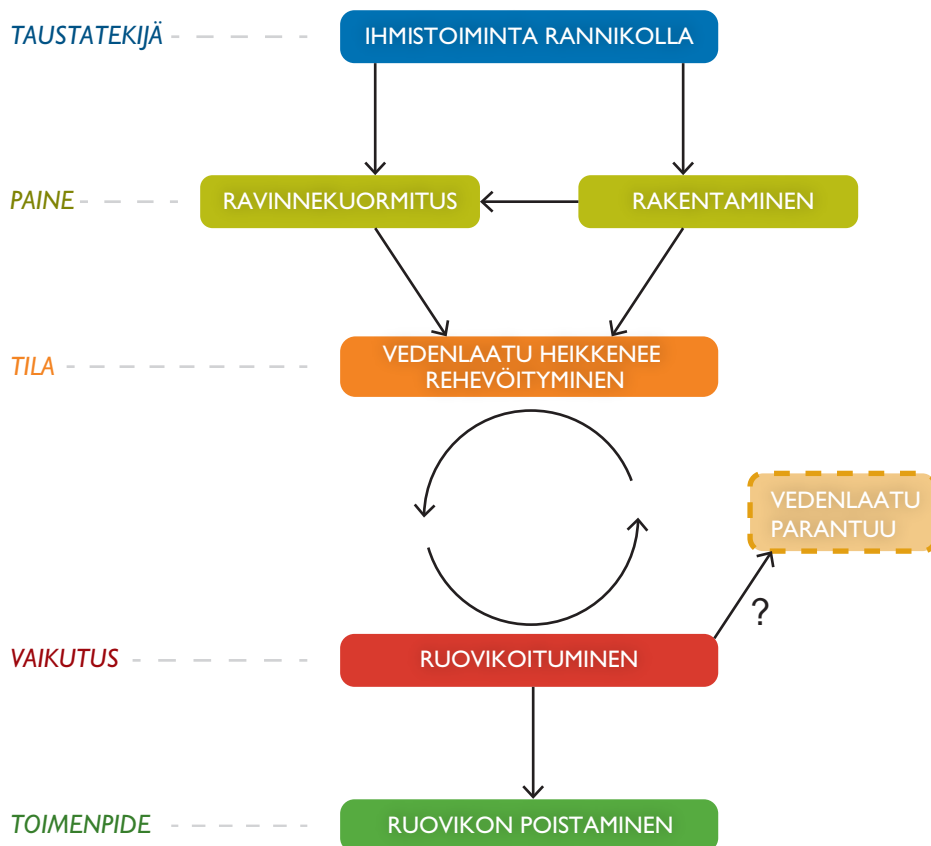 TAUSTATEKIJÄ
IHMISTOIMINTA RANNIKOLLA
PAINE
RAVINNEKUORMITUS
RAKENTAMINEN
TILA
VEDENLAATU HEIKKENEE
REHEVÖITYMINEN
VEDENLAATU
PARANTUU
?
VAIKUTUS
RUOVIKOITUMINEN
TOIMENPIDE
RUOVIKON POISTAMINEN